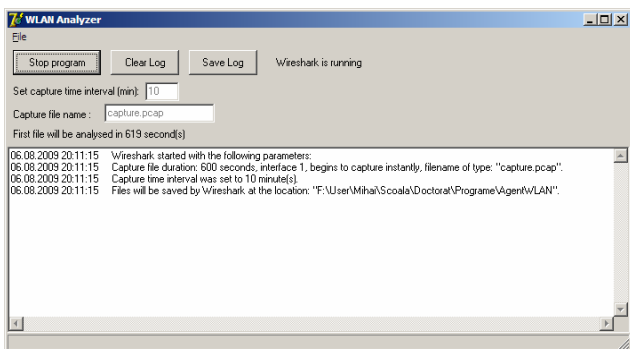 WLAN Analyzer
File
Stop program Clear Log Save Log Wireshark is running
Set capture time interval (min): 10
Capture file name : capture.pcap
First file will be analysed in 619 second(s)
06.08.2009 20:11:15 Wireshark started with the following parameters:
06.08.2009 20:11:15 Capture file duration: 600 seconds, interface 1, begins to capture instantly, filename of type: "capture.pcap".
06.08.2009 20:11:15 Capture time interval was set to 10 minute(s).
06.08.2009 20:11:15 Files will be saved by Wireshark at the location: "F:\User\Mihai\Scoala\Doctorat\Programe\AgentWLAN".